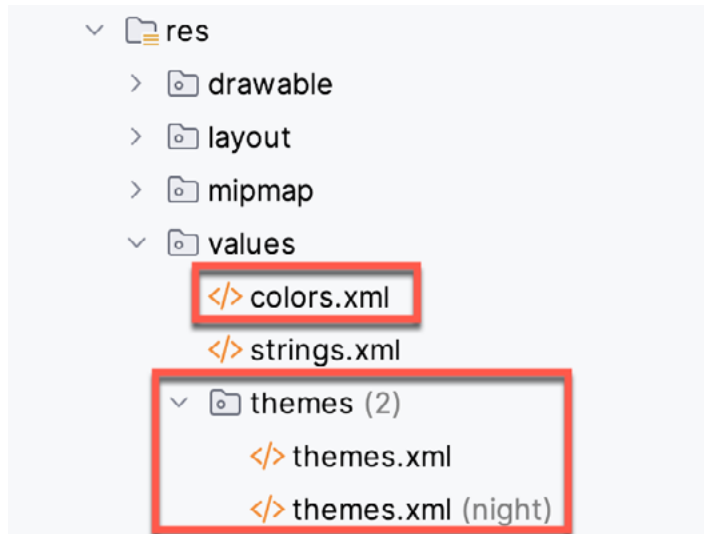 res
drawable
layout
mipmap
values
</> colors.xml
</> strings.xml
themes (2)
</> themes.xml
</> themes.xml (night)